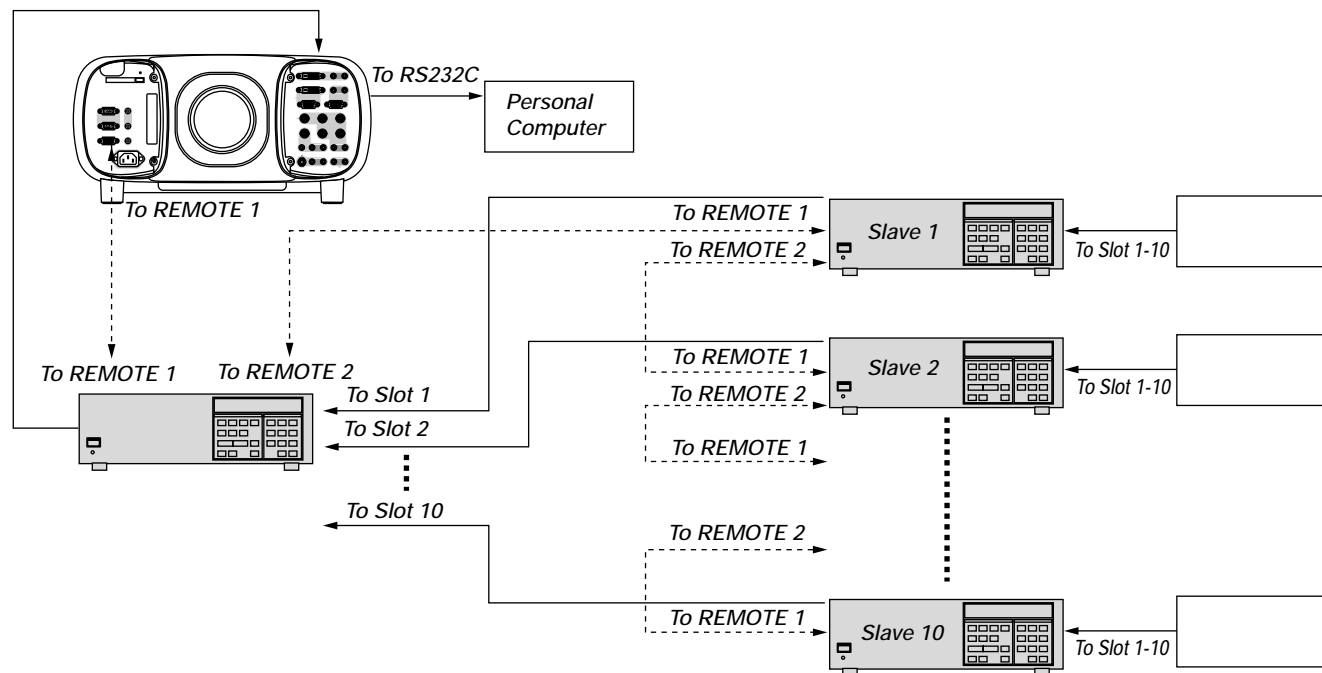 To RS232C
Personal
Computer
To REMOTE 1
To REMOTE 1
Slave 1
To REMOTE 2
To Slot 1-10
To REMOTE 1
To REMOTE 2
To REMOTE 1
Slave 2
To Slot 1
To REMOTE 2
To Slot 1-10
To Slot 2
To REMOTE 1
To Slot 10
To REMOTE 2
To REMOTE 1
Slave 10
To Slot 1-10